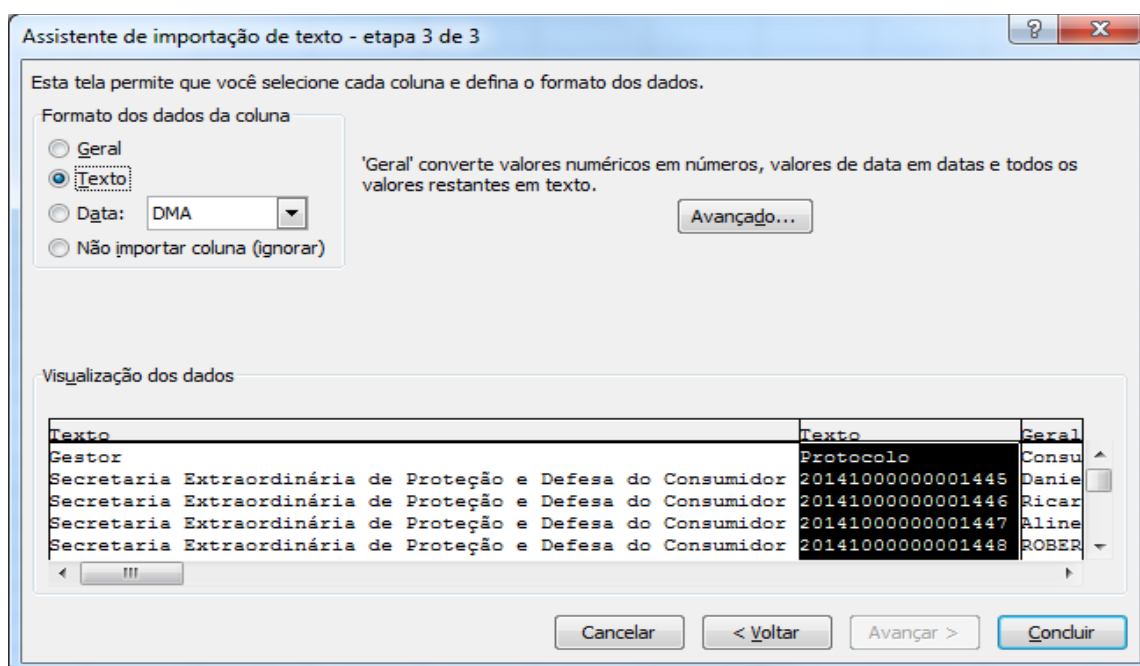 Assistente de importação de texto - etapa 3 de 3
Esta tela permite que você selecione cada coluna e defina o formato dos dados.
Formato dos dados da coluna
Geral
Texto
Data: DMA
Não importar coluna (ignorar)
'Geral' converte valores numéricos em números, valores de data em datas e todos os
valores restantes em texto.
Avançado...
Visualização dos dados
Texto Texto Geral
Gestor Protocolo Consu
Secretaria Extraordinária de Proteção e Defesa do Consumidor 20141000000001445 Danie
Secretaria Extraordinária de Proteção e Defesa do Consumidor 20141000000001446 Ricar
Secretaria Extraordinária de Proteção e Defesa do Consumidor 20141000000001447 Aline
Secretaria Extraordinária de Proteção e Defesa do Consumidor 20141000000001448 ROBER
Cancelar < Voltar Avançar > Concluir